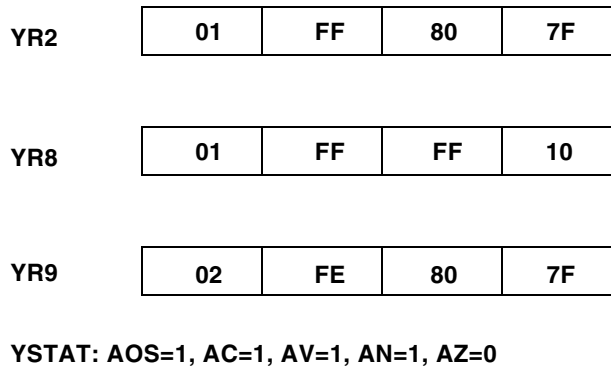 YR2 01 FF 80 7F
YR8 01 FF FF 10
YR9 02 FE 80 7F
YSTAT: AOS=1, AC=1, AV=1, AN=1, AZ=0